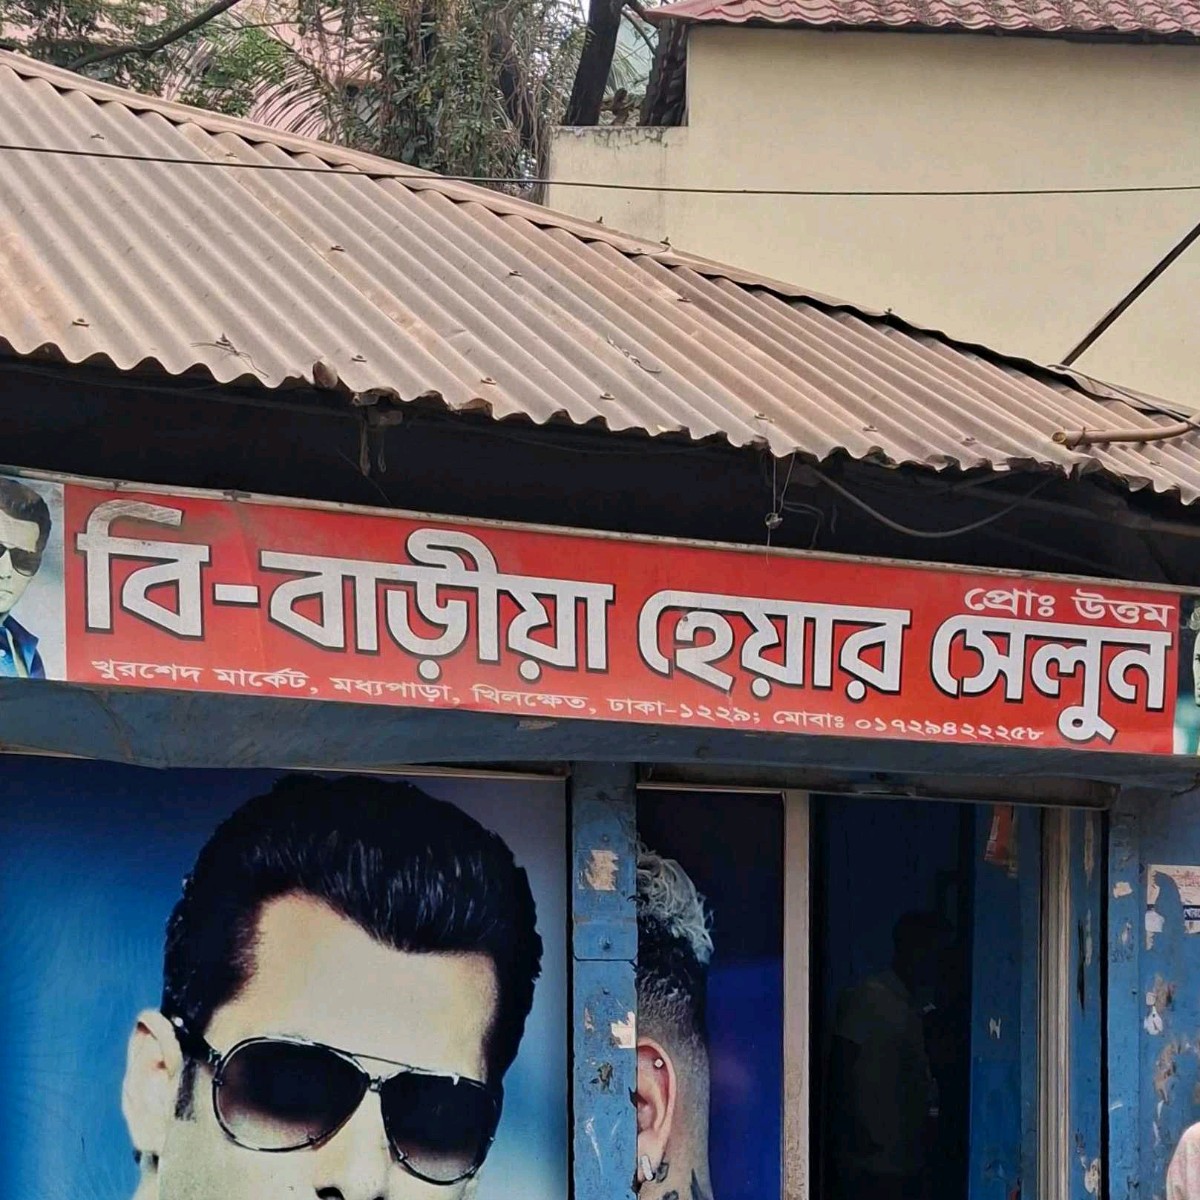 প্রোঃ উত্তম
বি-বাড়ীয়া হেয়ার সেলুন
খুরশেদ মার্কেট, মধ্যপাড়া, খিলক্ষেত, ঢাকা-১২২৯; মোবাঃ ০১৭২৯৪২২২৫৮